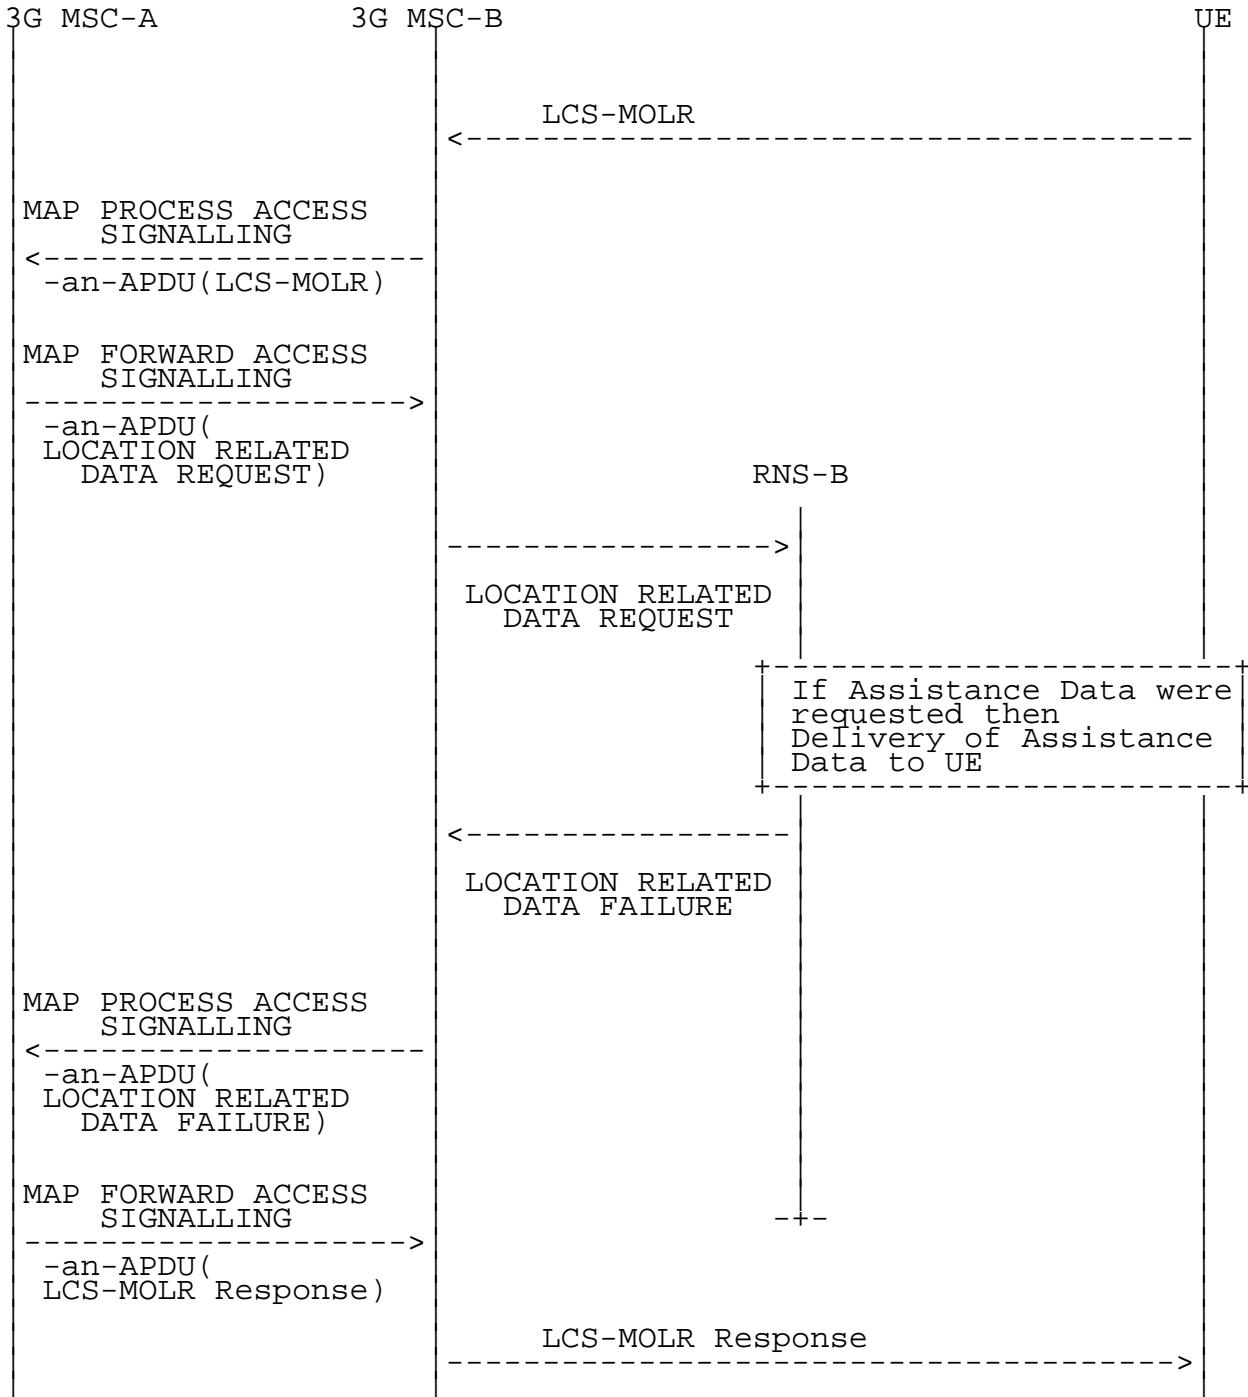 3G MSC-A 3G MSC-B UE
LCS-MOLR
MAP PROCESS ACCESS
SIGNALLING
-an-APDU(LCS-MOLR)
MAP FORWARD ACCESS
SIGNALLING
-an-APDU(
LOCATION RELATED
DATA REQUEST)
RNS-B
LOCATION RELATED
DATA REQUEST
If Assistance Data were
requested then
Delivery of Assistance
Data to UE
LOCATION RELATED
DATA FAILURE
MAP PROCESS ACCESS
SIGNALLING
-an-APDU(
LOCATION RELATED
DATA FAILURE)
MAP FORWARD ACCESS
SIGNALLING
-an-APDU(
LCS-MOLR Response)
LCS-MOLR Response